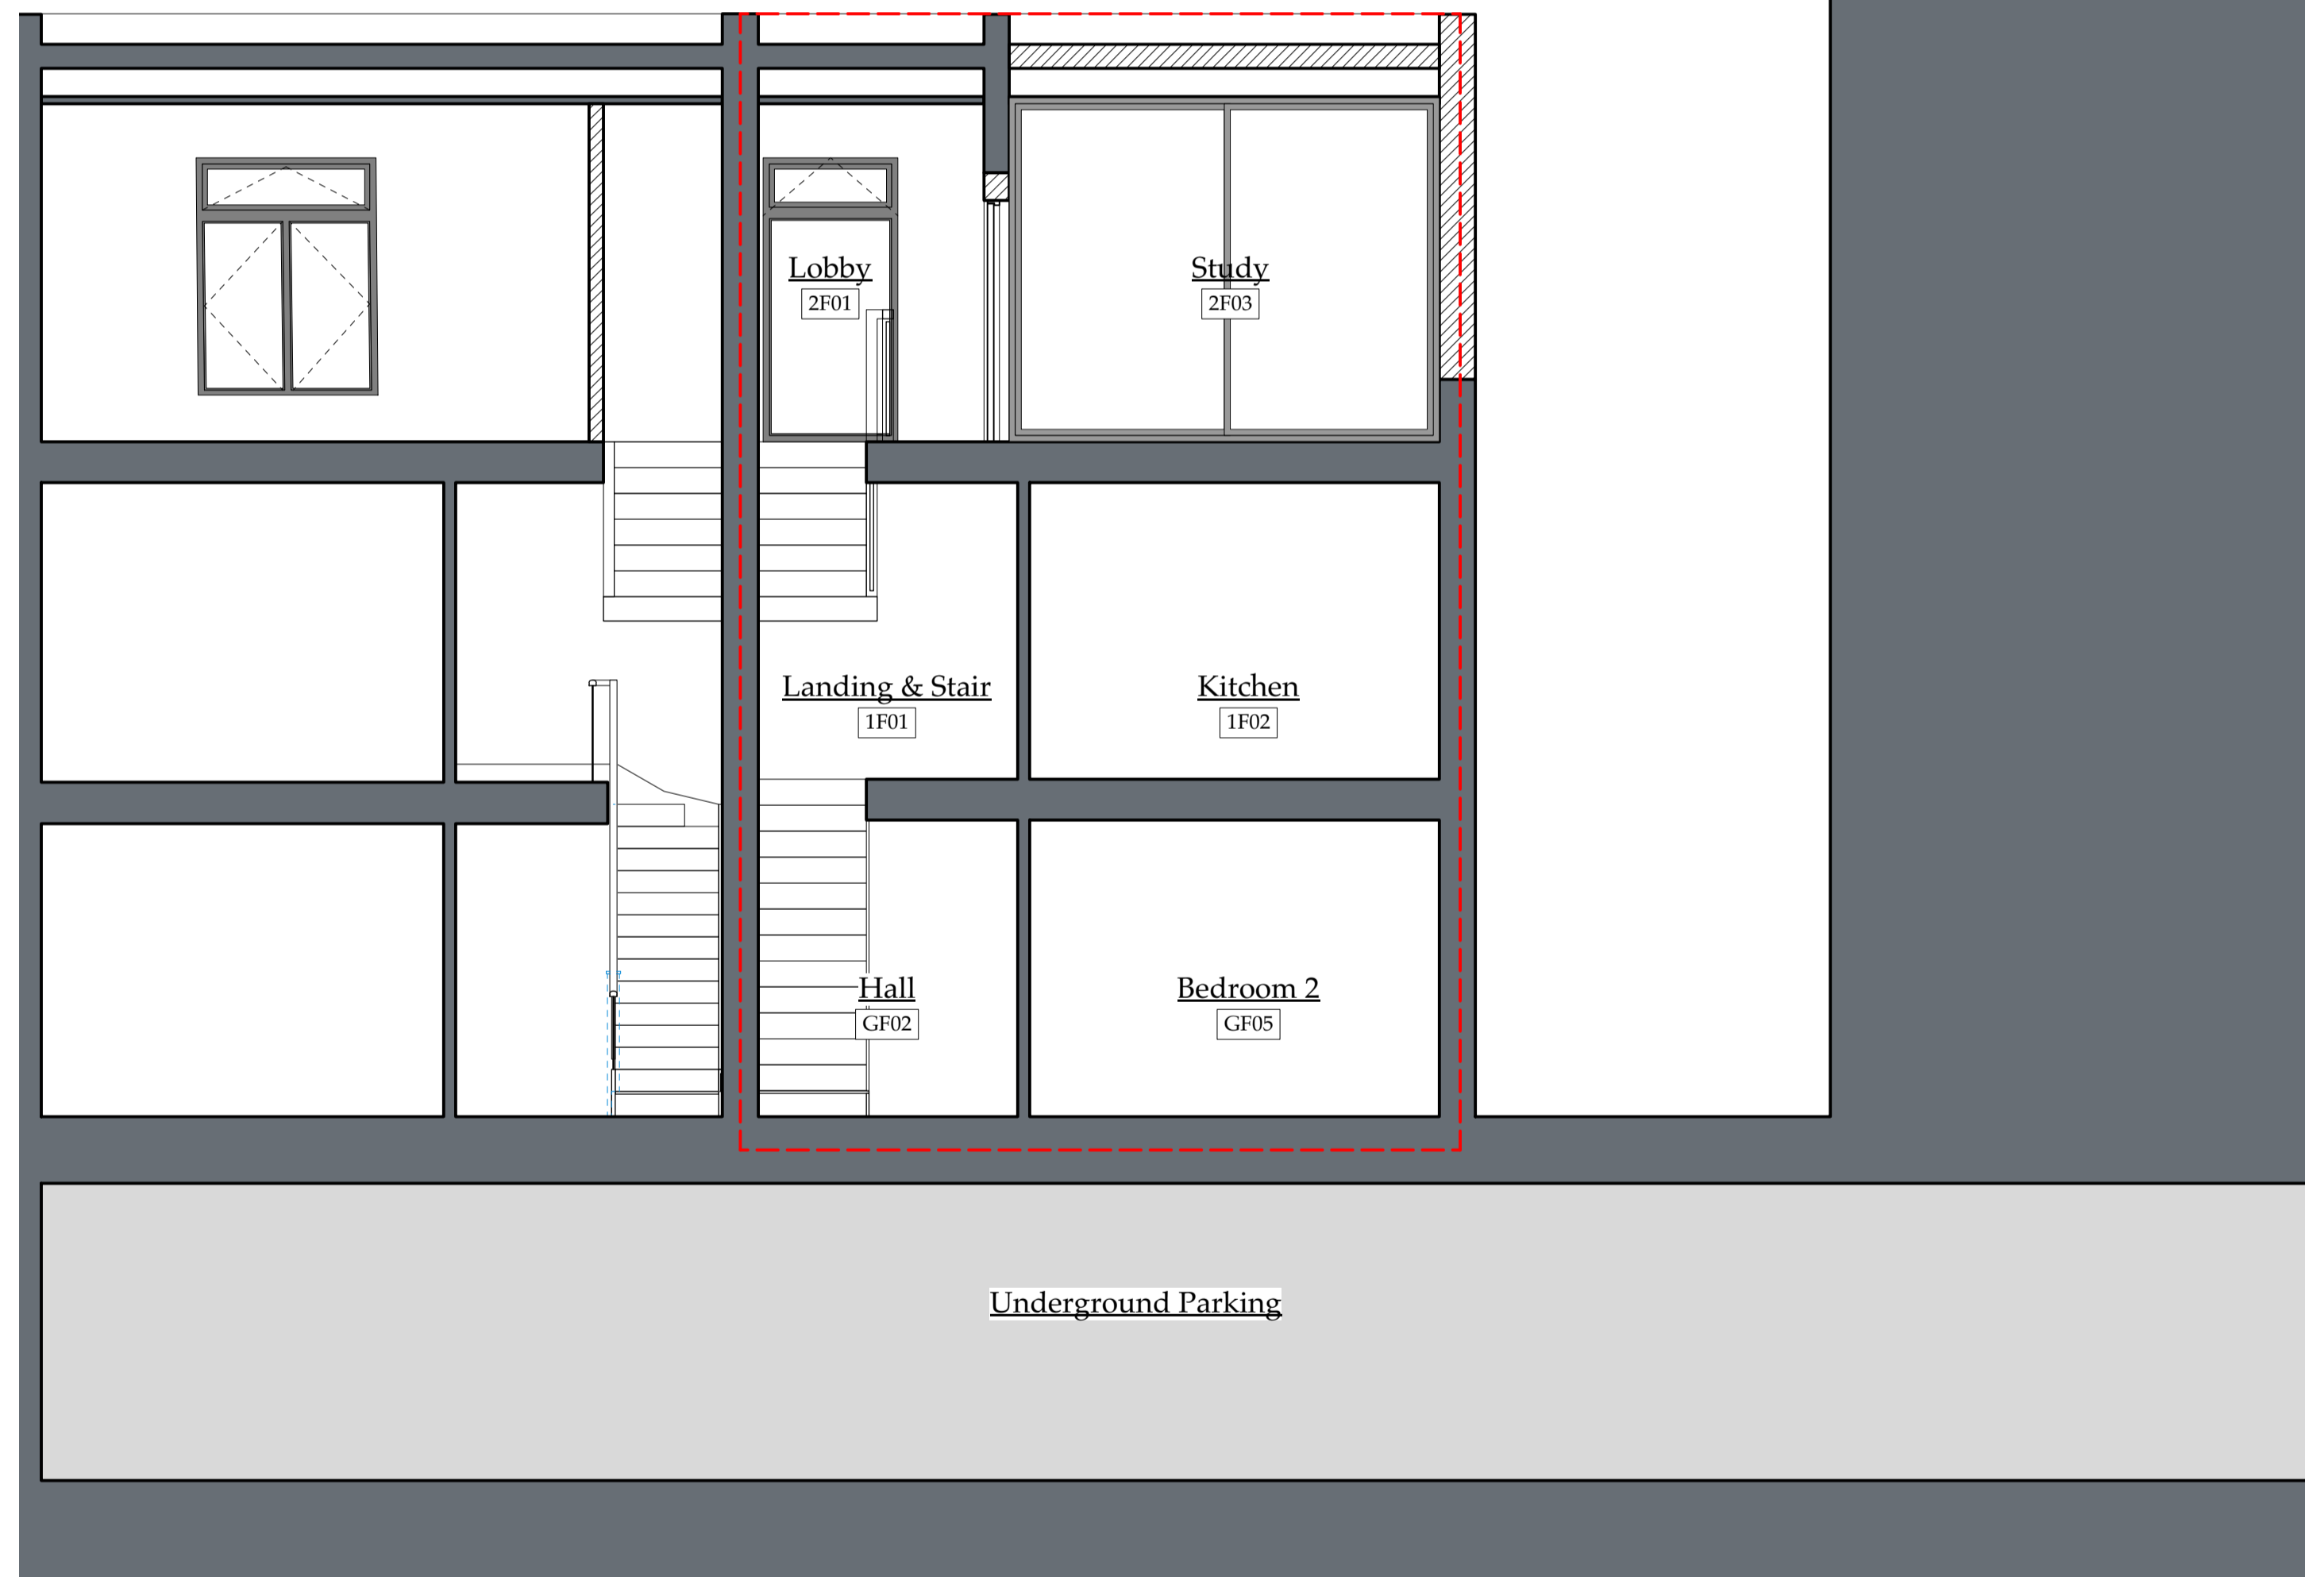 Lobby
2F01
Study
2F03
Landing & Stair
1F01
Kitchen
1F02
Hall
GF02
Bedroom 2
GF05
Underground Parking